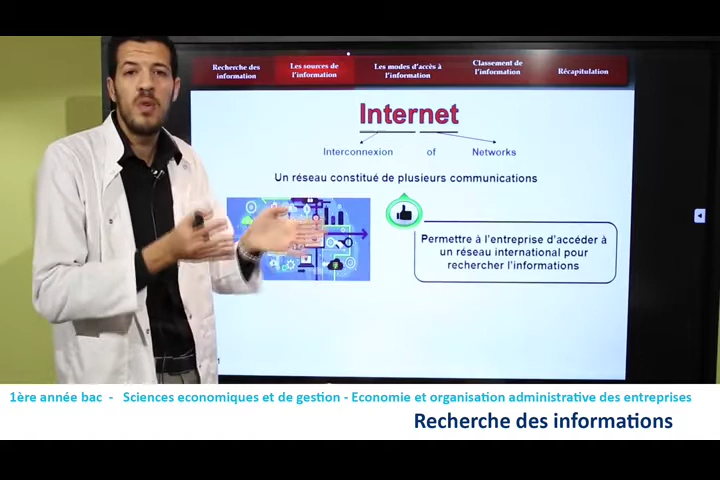 Recherche des
information
Les sources de
l'information
Les modes d'accès à
l'information
Classement de
l'information
Récapitulation
Internet
Interconnexion of Networks
Un réseau constitué de plusieurs communications
Permettre à l'entreprise d'accéder à
un réseau international pour
rechercher l'informations
1ère année bac - Sciences economiques et de gestion - Economie et organisation administrative des entreprises
Recherche des informations